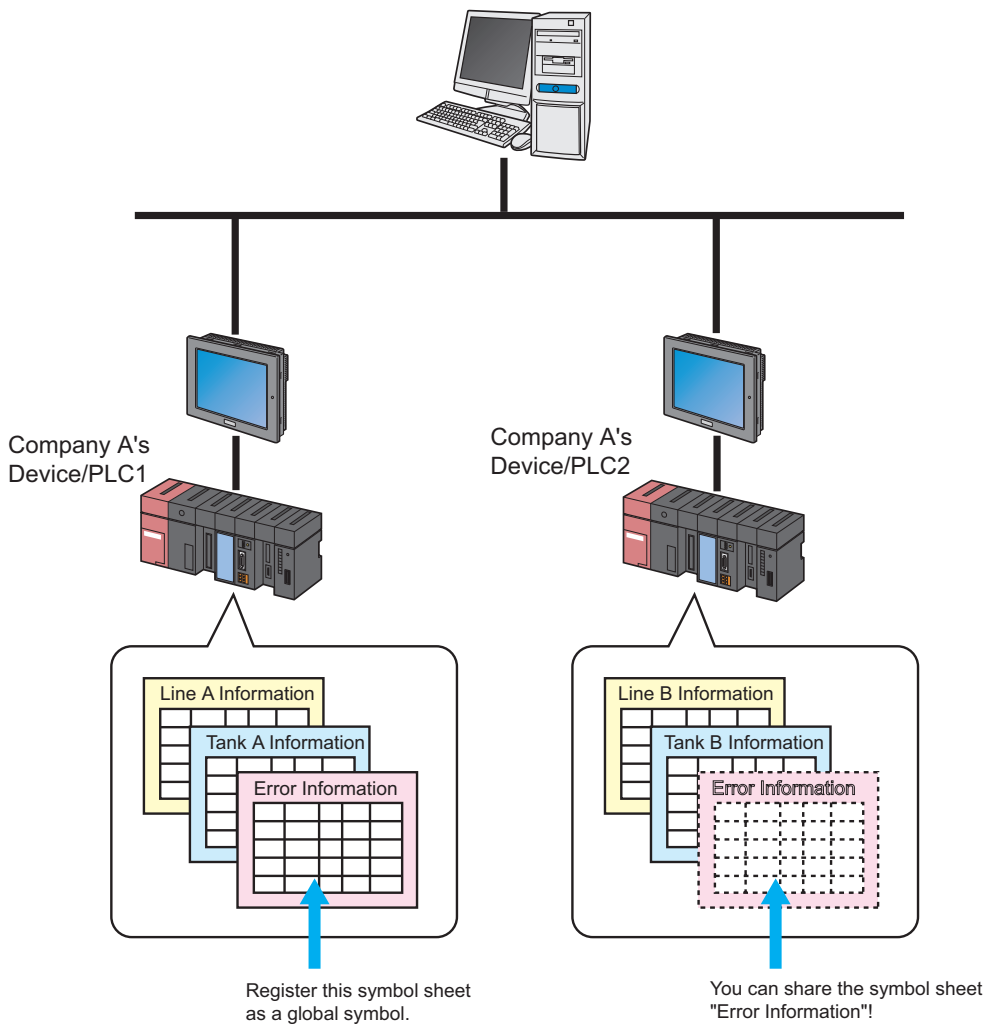 Company A's
Device/PLC1
Company A's
Device/PLC2
Line A Information
Tank A Information
Error Information
Line B Information
Tank B Information
Error Information
Register this symbol sheet
as a global symbol.
You can share the symbol sheet
"Error Information"!